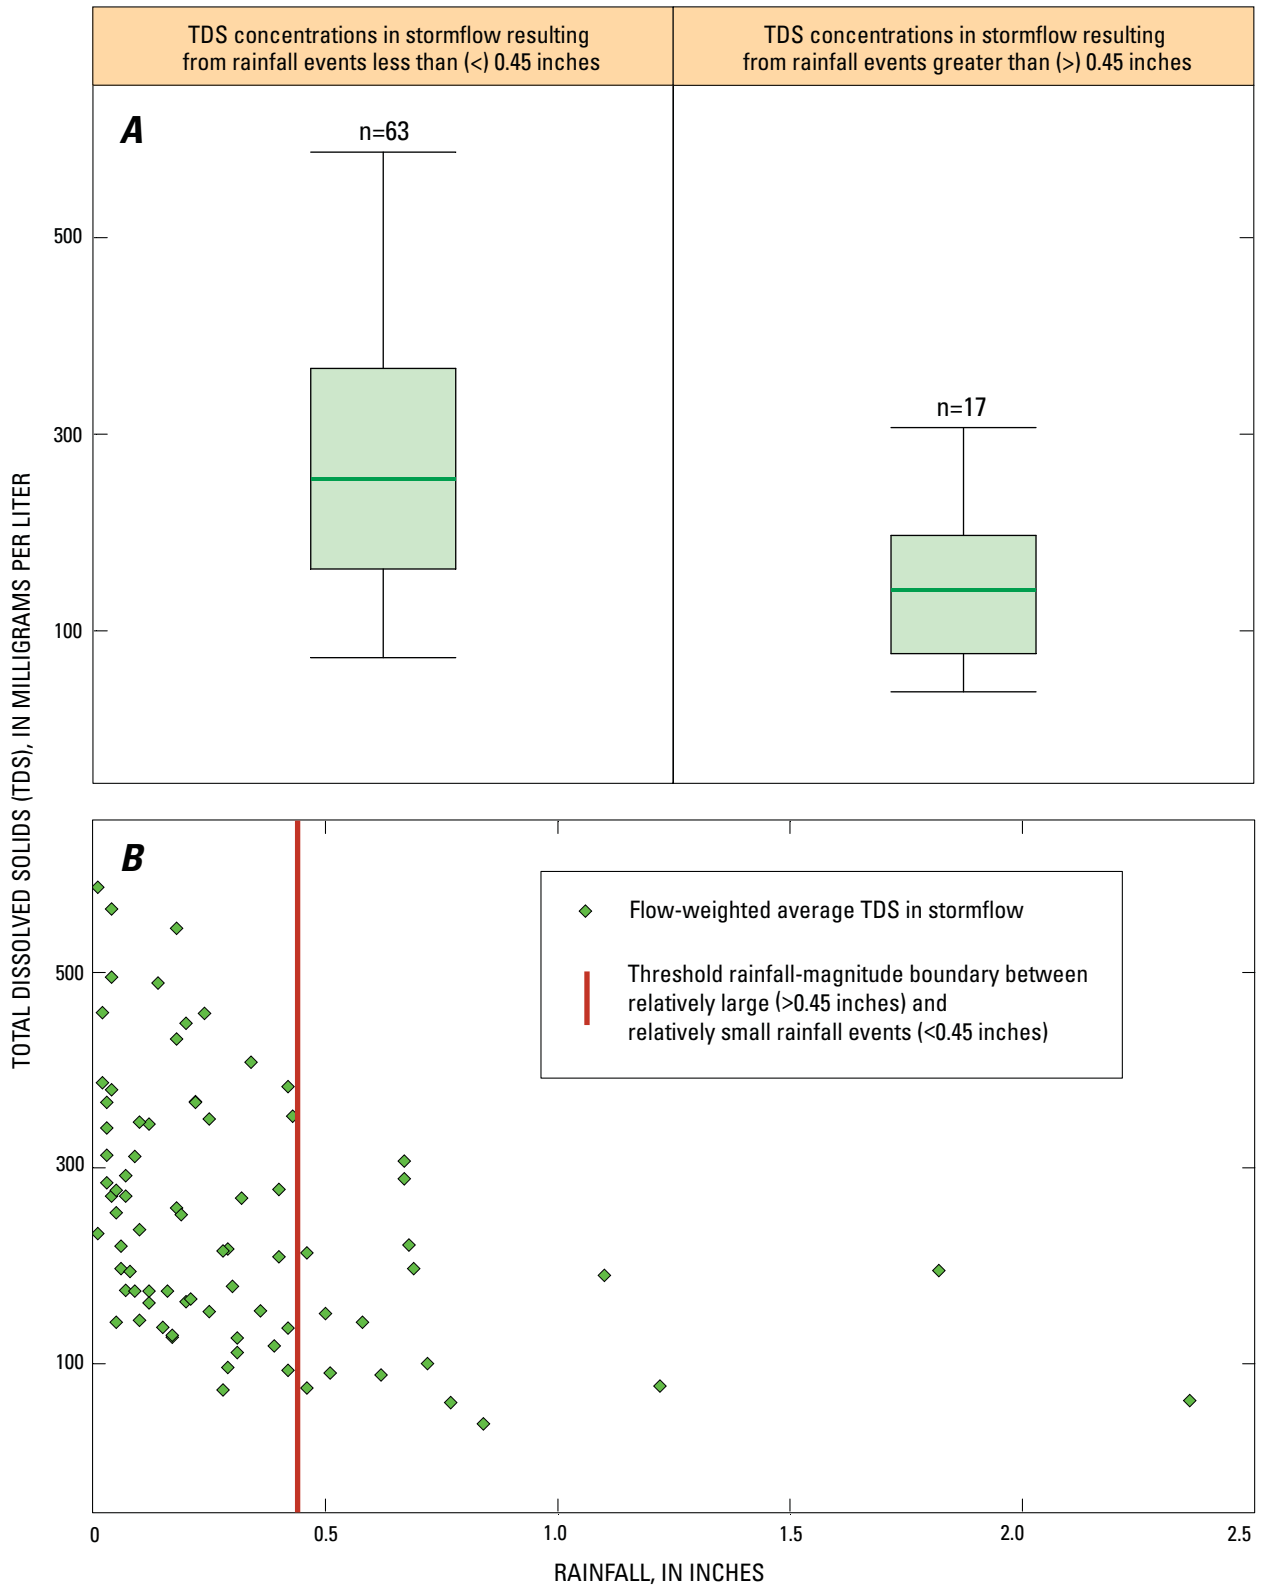 TDS concentrations in stormflow resulting
from rainfall events less than (<) 0.45 inches
TDS concentrations in stormflow resulting
from rainfall events greater than (>) 0.45 inches
A
n=63
n=17
500
300
100
TOTAL DISSOLVED SOLIDS (TDS), IN MILLIGRAMS PER LITER
B
Flow-weighted average TDS in stormflow
Threshold rainfall-magnitude boundary between
relatively large (>0.45 inches) and
relatively small rainfall events (<0.45 inches)
500
300
100
0
0.5
1.0
1.5
2.0
2.5
RAINFALL, IN INCHES